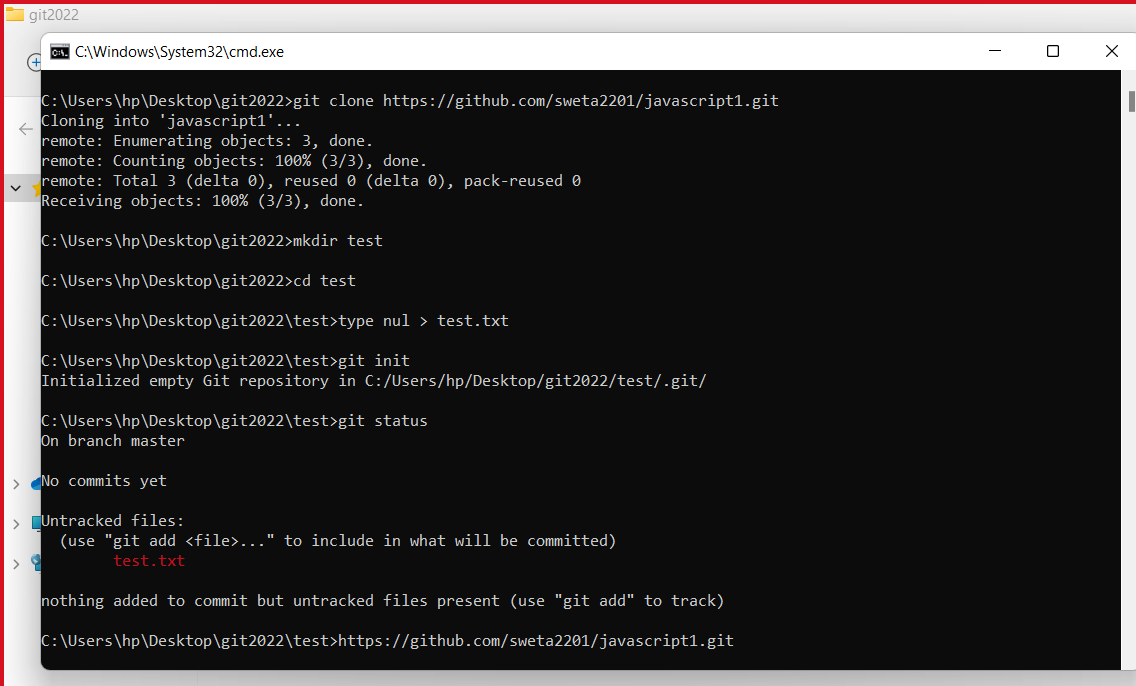 git2022
C:\Windows\System32\cmd.exe
C:\Users\hp\Desktop\git2022>git clone https://github.com/sweta2201/javascript1.git
Cloning into 'javascript1'...
remote: Enumerating objects: 3, done.
remote: Counting objects: 100% (3/3), done.
remote: Total 3 (delta 0), reused 0 (delta 0), pack-reused 0
Receiving objects: 100% (3/3), done.
C:\Users\hp\Desktop\git2022>mkdir test
C:\Users\hp\Desktop\git2022>cd test
C:\Users\hp\Desktop\git2022\test>type nul > test.txt
C:\Users\hp\Desktop\git2022\test>git init
Initialized empty Git repository in C:/Users/hp/Desktop/git2022/test/.git/
C:\Users\hp\Desktop\git2022\test>git status
On branch master
No commits yet
Untracked files:
(use "git add <file>..." to include in what will be committed)
test.txt
nothing added to commit but untracked files present (use "git add" to track)
C:\Users\hp\Desktop\git2022\test>https://github.com/sweta2201/javascript1.git